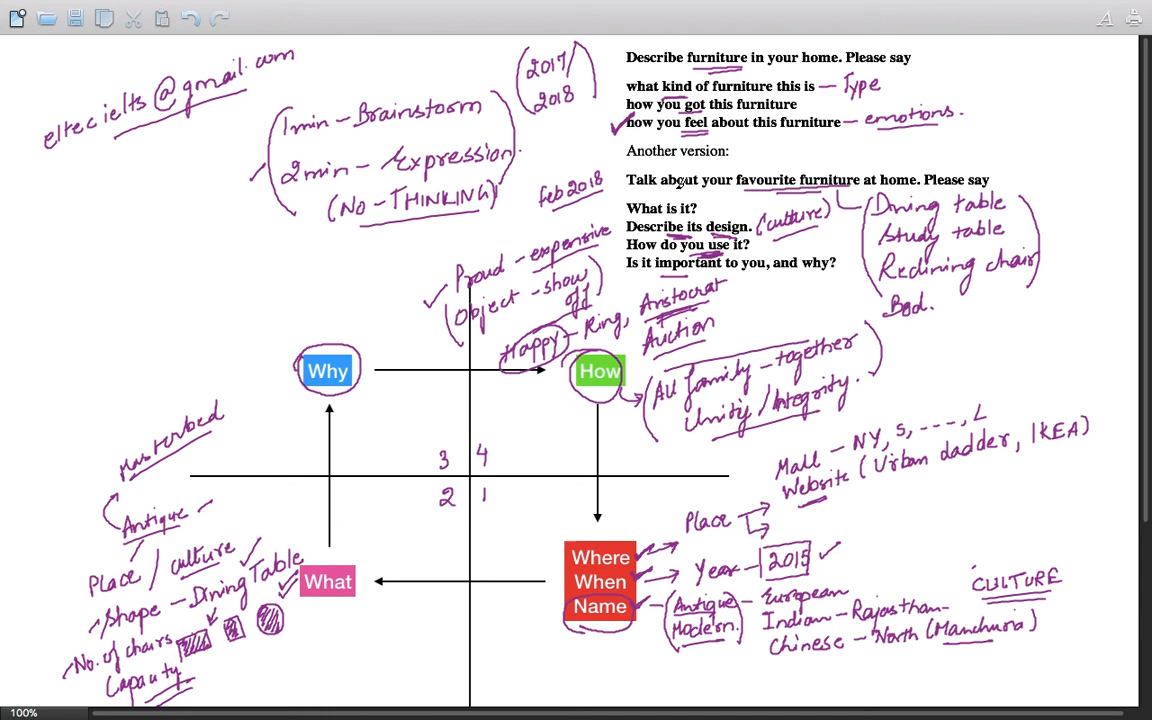 eltecielts@gmail.com
(2017/
2018)
1min - Brainstorm
2min - Expression.
(NO - THINKING)
Feb 2018
Describe furniture in your home. Please say
what kind of furniture this is - Type
how you got this furniture
how you feel about this furniture - emotions.
Another version:
Talk about your favourite furniture at home. Please say
What is it?
Describe its design. (culture)
How do you use it?
Is it important to you, and why?
Dining table
Study table
Reclining chair
Bed.
Proud - expensive
(Object - show off)
Happy - Ring, Aristocrat
Auction
Why
How
(All family - together
Unity / Integrity.)
3 4
2 1
Masterbed
Antique -
Place / culture
Shape - Dining Table
No. of chairs
Capacity
What
Where
When
Name
Place
Mall - NY, S, ----, L
Website (Urban dadder, IKEA)
Year - 2015
(Antique - European
Modern.)
Indian - Rajasthan
Chinese - North (Manchuria)
CULTURE
100%